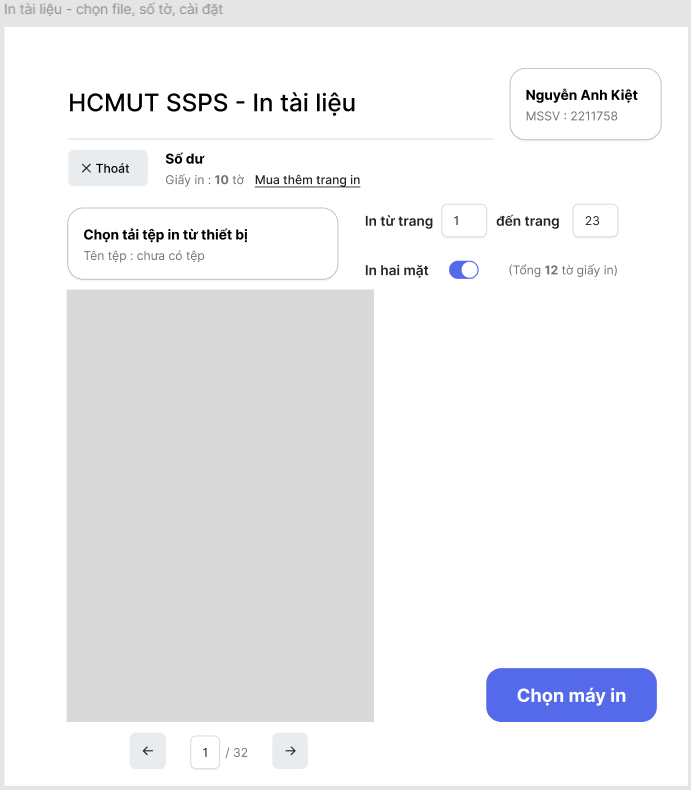 In tài liệu - chọn file, số tờ, cài đặt
HCMUT SSPS - In tài liệu
Nguyễn Anh Kiệt
MSSV : 2211758
Thoát
Số dư
Giấy in : 10 tờ Mua thêm trang in
Chọn tải tệp in từ thiết bị
Tên tệp : chưa có tệp
In từ trang 1 đến trang 23
In hai mặt (Tổng 12 tờ giấy in)
Chọn máy in
← 1 / 32 →